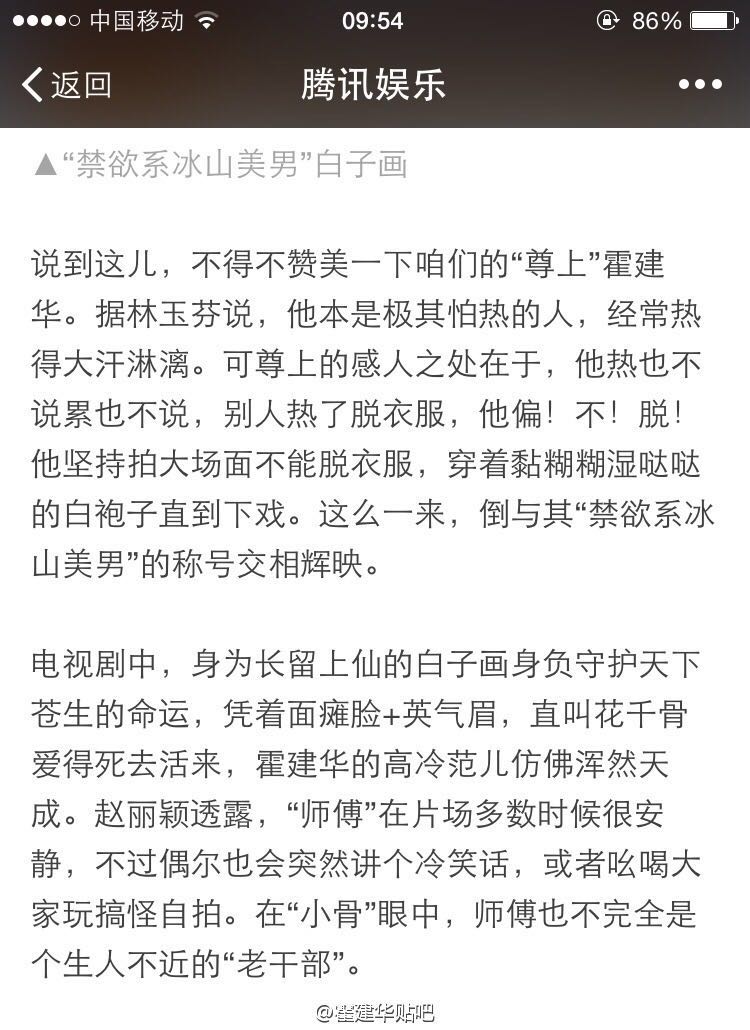 中国移动 09:54 86%
返回 腾讯娱乐
▲“禁欲系冰山美男”白子画
说到这儿，不得不赞美一下咱们的“尊上”霍建
华。据林玉芬说，他本是极其怕热的人，经常热
得大汗淋漓。可尊上的感人之处在于，他热也不
说累也不说，别人热了脱衣服，他偏！不！脱！
他坚持拍大场面不能脱衣服，穿着黏糊糊湿哒哒
的白袍子直到下戏。这么一来，倒与其“禁欲系冰
山美男”的称号交相辉映。
电视剧中，身为长留上仙的白子画身负守护天下
苍生的命运，凭着面瘫脸+英气眉，直叫花千骨
爱得死去活来，霍建华的高冷范儿仿佛浑然天
成。赵丽颖透露，“师傅”在片场多数时候很安
静，不过偶尔也会突然讲个冷笑话，或者吆喝大
家玩搞怪自拍。在“小骨”眼中，师傅也不完全是
个生人不近的“老干部”。
@霍建华贴吧